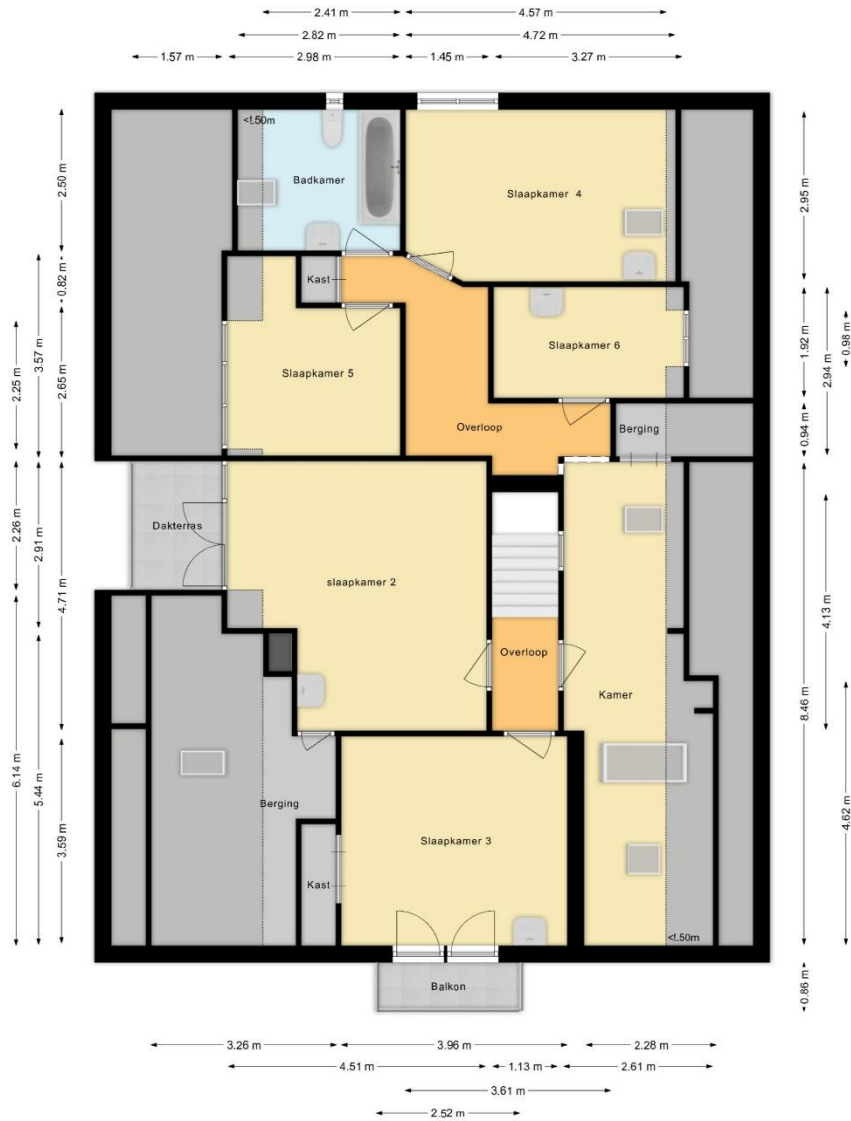 2.41 m
4.57 m
2.82 m
4.72 m
1.57 m
2.98 m
1.45 m
3.27 m
<1.50m
Badkamer
Slaapkamer 4
2.50 m
2.95 m
0.82 m
Kast
Slaapkamer 5
Slaapkamer 6
3.57 m
2.65 m
2.25 m
1.92 m
2.94 m
0.98 m
Overloop
Berging
0.94 m
Dakterras
slaapkamer 2
2.26 m
2.91 m
4.71 m
4.13 m
Overloop
Kamer
8.46 m
6.14 m
5.44 m
3.59 m
Berging
Slaapkamer 3
4.62 m
Kast
<1.50m
Balkon
0.86 m
3.26 m
3.96 m
2.28 m
4.51 m
1.13 m
2.61 m
3.61 m
2.52 m